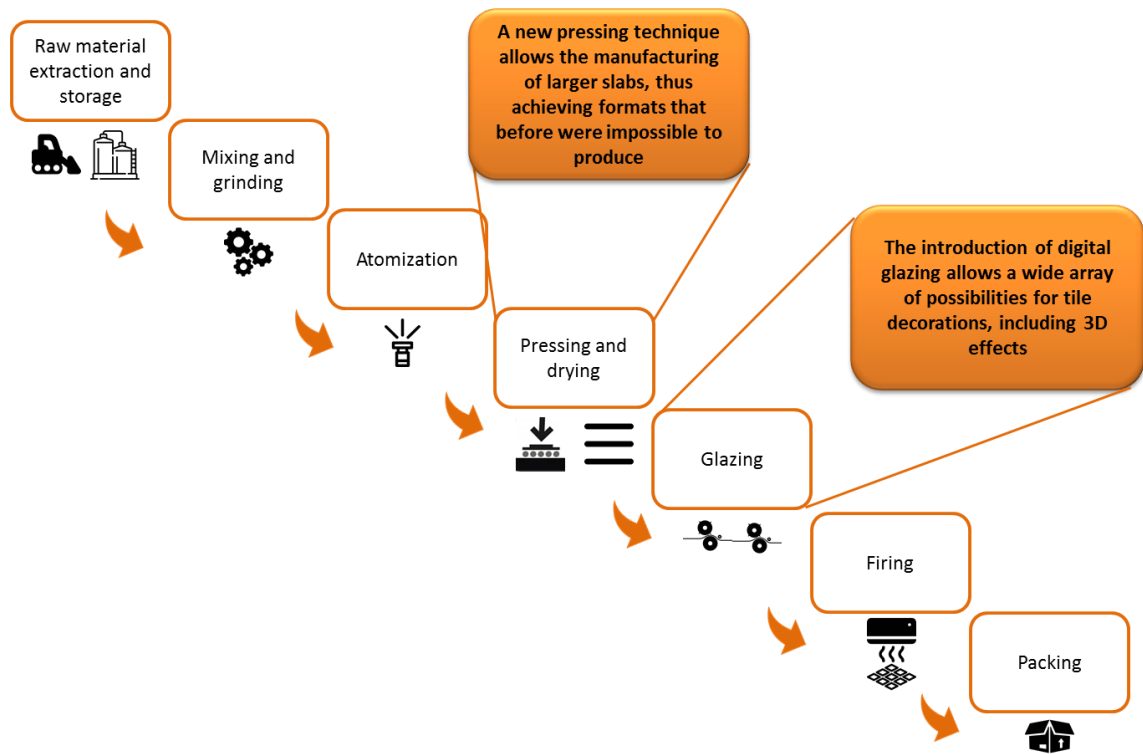 Raw material
extraction and
storage
Mixing and
grinding
Atomization
A new pressing technique
allows the manufacturing
of larger slabs, thus
achieving formats that
before were impossible to
produce
Pressing and
drying
The introduction of digital
glazing allows a wide array
of possibilities for tile
decorations, including 3D
effects
Glazing
Firing
Packing